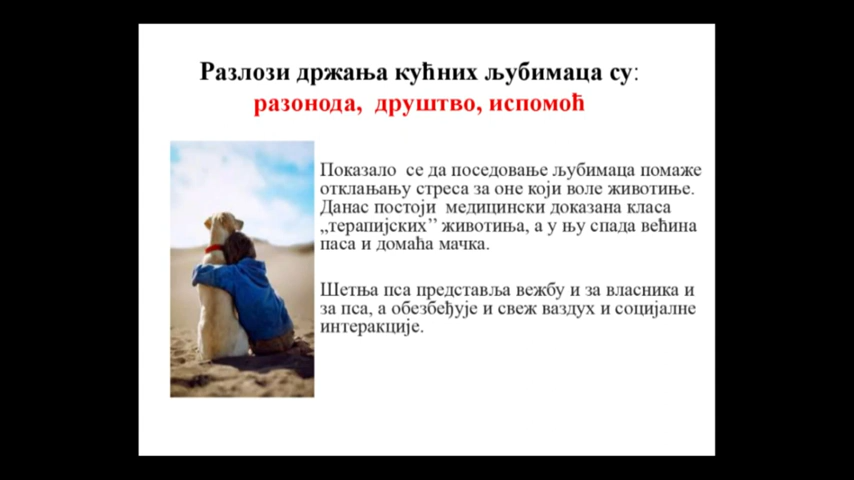 Разлози држања кућних љубимаца су:
разонода, друштво, испомоћ
Показало се да поседовање љубимаца помаже
отклањању стреса за оне који воле животиње.
Данас постоји медицински доказана класа
„терапијских’’ животиња, а у њу спада већина
паса и домаћа мачка.
Шетња пса представља вежбу и за власника и
за пса, а обезбеђује и свеж ваздух и социјалне
интеракције.